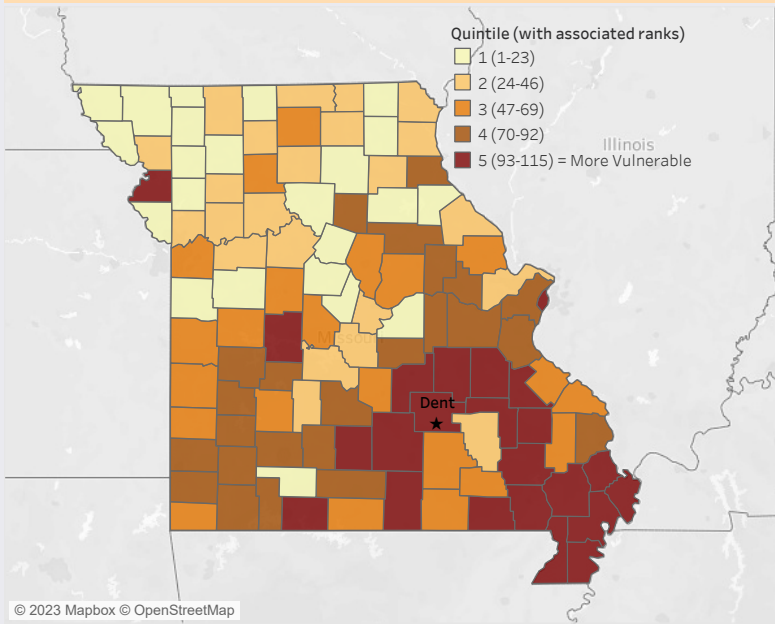 Quintile (with associated ranks)
1 (1-23)
2 (24-46)
3 (47-69)
4 (70-92)
5 (93-115) = More Vulnerable
Illinois
Missouri
Dent
© 2023 Mapbox © OpenStreetMap